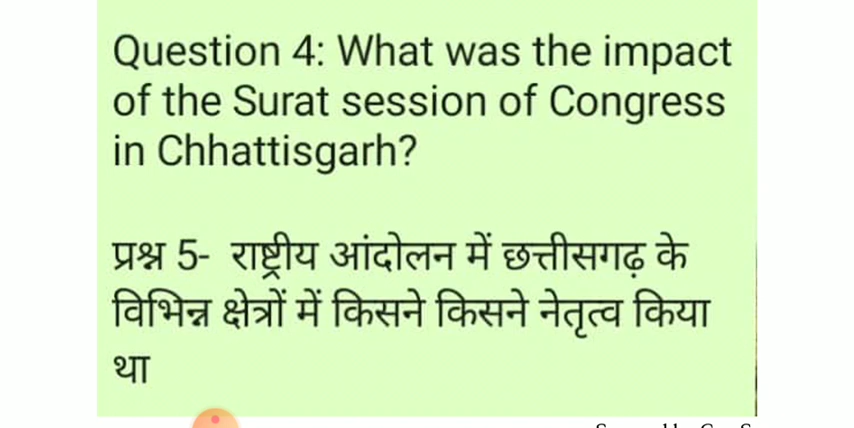 Question 4: What was the impact
of the Surat session of Congress
in Chhattisgarh?
प्रश्न 5- राष्ट्रीय आंदोलन में छत्तीसगढ़ के
विभिन्न क्षेत्रों में किसने किसने नेतृत्व किया
था